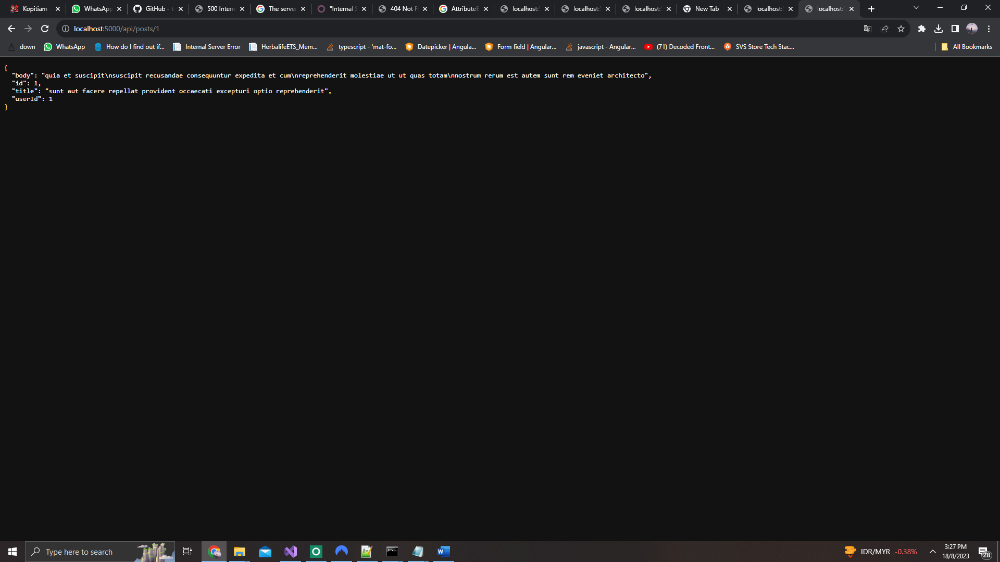 Kopitiam -
WhatsApp
GitHub - t
500 Intern
The server
"Internal S
404 Not F
AttributeE
localhost:
localhost:
localhost:
New Tab
localhost:
localhost:
localhost:5000/api/posts/1
down
WhatsApp
How do I find out if...
Internal Server Error
HerbalifeETS_Mem...
typescript - 'mat-fo...
Datepicker | Angula...
Form field | Angular...
javascript - Angular...
(71) Decoded Front...
SVS Store Tech Stac...
All Bookmarks
{
"body": "quia et suscipit\nsuscipit recusandae consequuntur expedita et cum\nreprehenderit molestiae ut ut quas totam\nnostrum rerum est autem sunt rem eveniet architecto",
"id": 1,
"title": "sunt aut facere repellat provident occaecati excepturi optio reprehenderit",
"userId": 1
}
Type here to search
IDR/MYR -0.38%
3:27 PM
18/8/2023
28